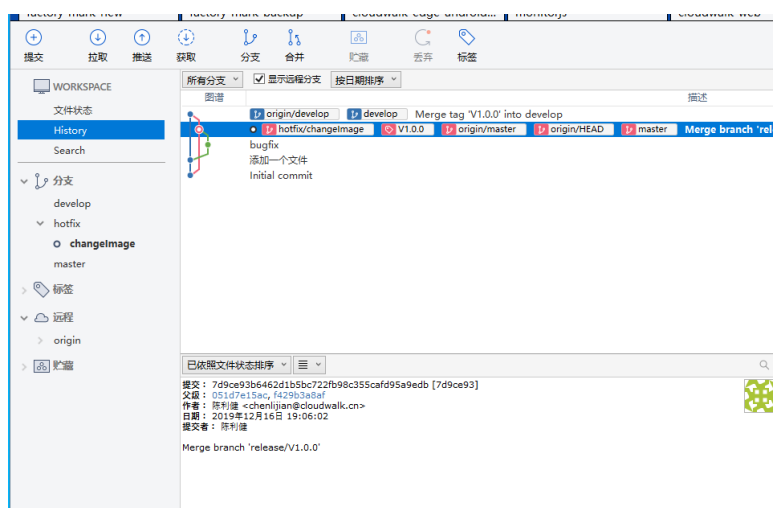 factory-mark-new factory-mark-backup cloudwalk-edge-android... monitorjs cloudwalk-web
提交 拉取 推送 获取 分支 合并 贮藏 丢弃 标签
WORKSPACE
文件状态
History
Search
分支
develop
hotfix
changeImage
master
标签
远程
origin
贮藏
所有分支 显示远程分支 按日期排序
图谱 描述
origin/develop develop Merge tag 'V1.0.0' into develop
hotfix/changeImage V1.0.0 origin/master origin/HEAD master Merge branch 'rel
bugfix
添加一个文件
Initial commit
已依照文件状态排序
提交： 7d9ce93b6462d1b5bc722fb98c355cafd95a9edb [7d9ce93]
父级： 051d7e15ac, f429b3a8af
作者： 陈利健 <chenlijian@cloudwalk.cn>
日期： 2019年12月16日 19:06:02
提交者： 陈利健
Merge branch 'release/V1.0.0'